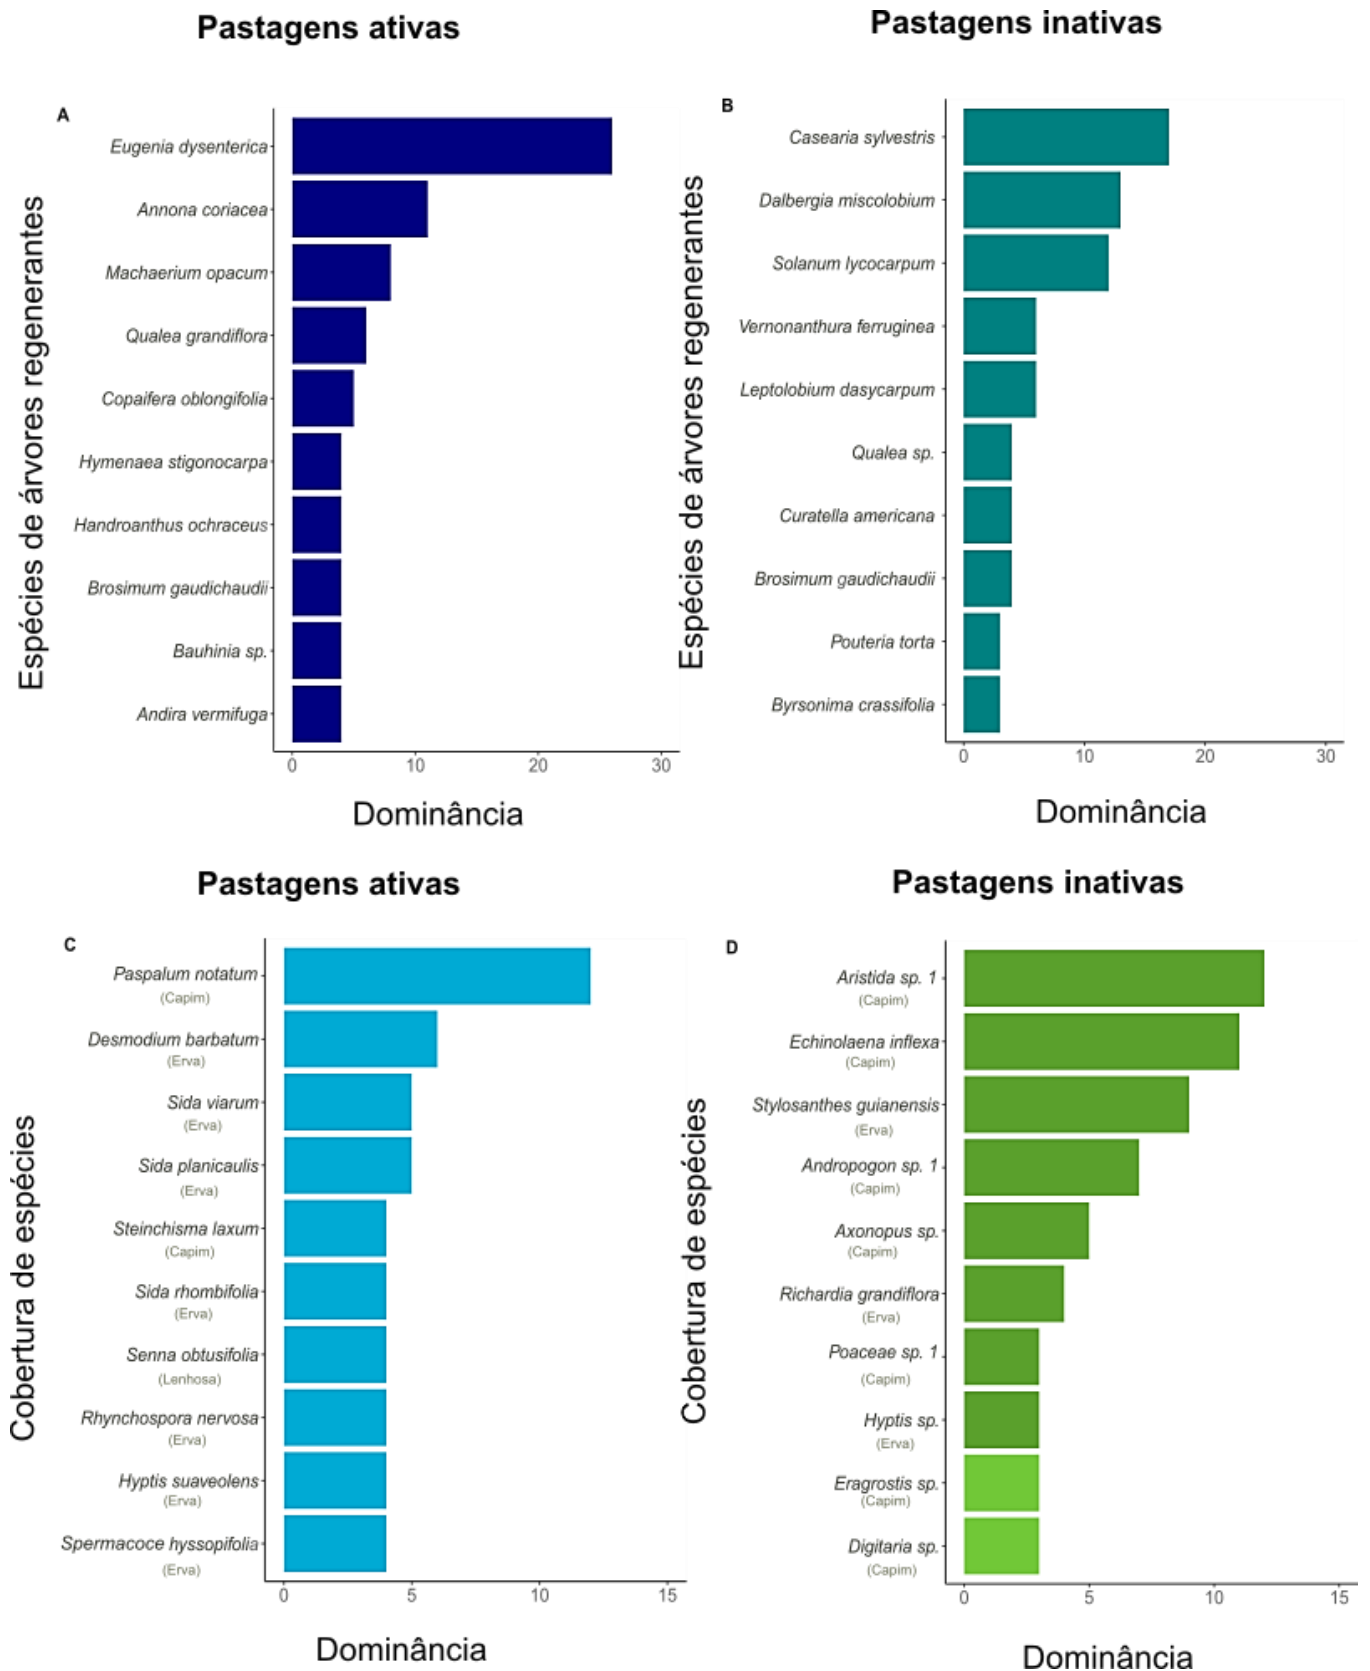 Pastagens ativas
A
Espécies de árvores regenerantes
Eugenia dysenterica
Annona coriacea
Machaerium opacum
Qualea grandiflora
Copaifera oblongifolia
Hymenaea stigonocarpa
Handroanthus ochraceus
Brosimum gaudichaudii
Bauhinia sp.
Andira vermifuga
0 10 20 30
Dominância
Pastagens inativas
B
Espécies de árvores regenerantes
Casearia sylvestris
Dalbergia miscolobium
Solanum lycocarpum
Vernonanthura ferruginea
Leptolobium dasycarpum
Qualea sp.
Curatella americana
Brosimum gaudichaudii
Pouteria torta
Byrsonima crassifolia
0 10 20 30
Dominância
Pastagens ativas
C
Cobertura de espécies
Paspalum notatum
(Capim)
Desmodium barbatum
(Erva)
Sida viarum
(Erva)
Sida planicaulis
(Erva)
Steinchisma laxum
(Capim)
Sida rhombifolia
(Erva)
Senna obtusifolia
(Lenhosa)
Rhynchospora nervosa
(Erva)
Hyptis suaveolens
(Erva)
Spermacoce hyssopifolia
(Erva)
0 5 10 15
Dominância
Pastagens inativas
D
Cobertura de espécies
Aristida sp. 1
(Capim)
Echinolaena inflexa
(Capim)
Stylosanthes guianensis
(Erva)
Andropogon sp. 1
(Capim)
Axonopus sp.
(Capim)
Richardia grandiflora
(Erva)
Poaceae sp. 1
(Capim)
Hyptis sp.
(Erva)
Eragrostis sp.
(Capim)
Digitaria sp.
(Capim)
0 5 10 15
Dominância